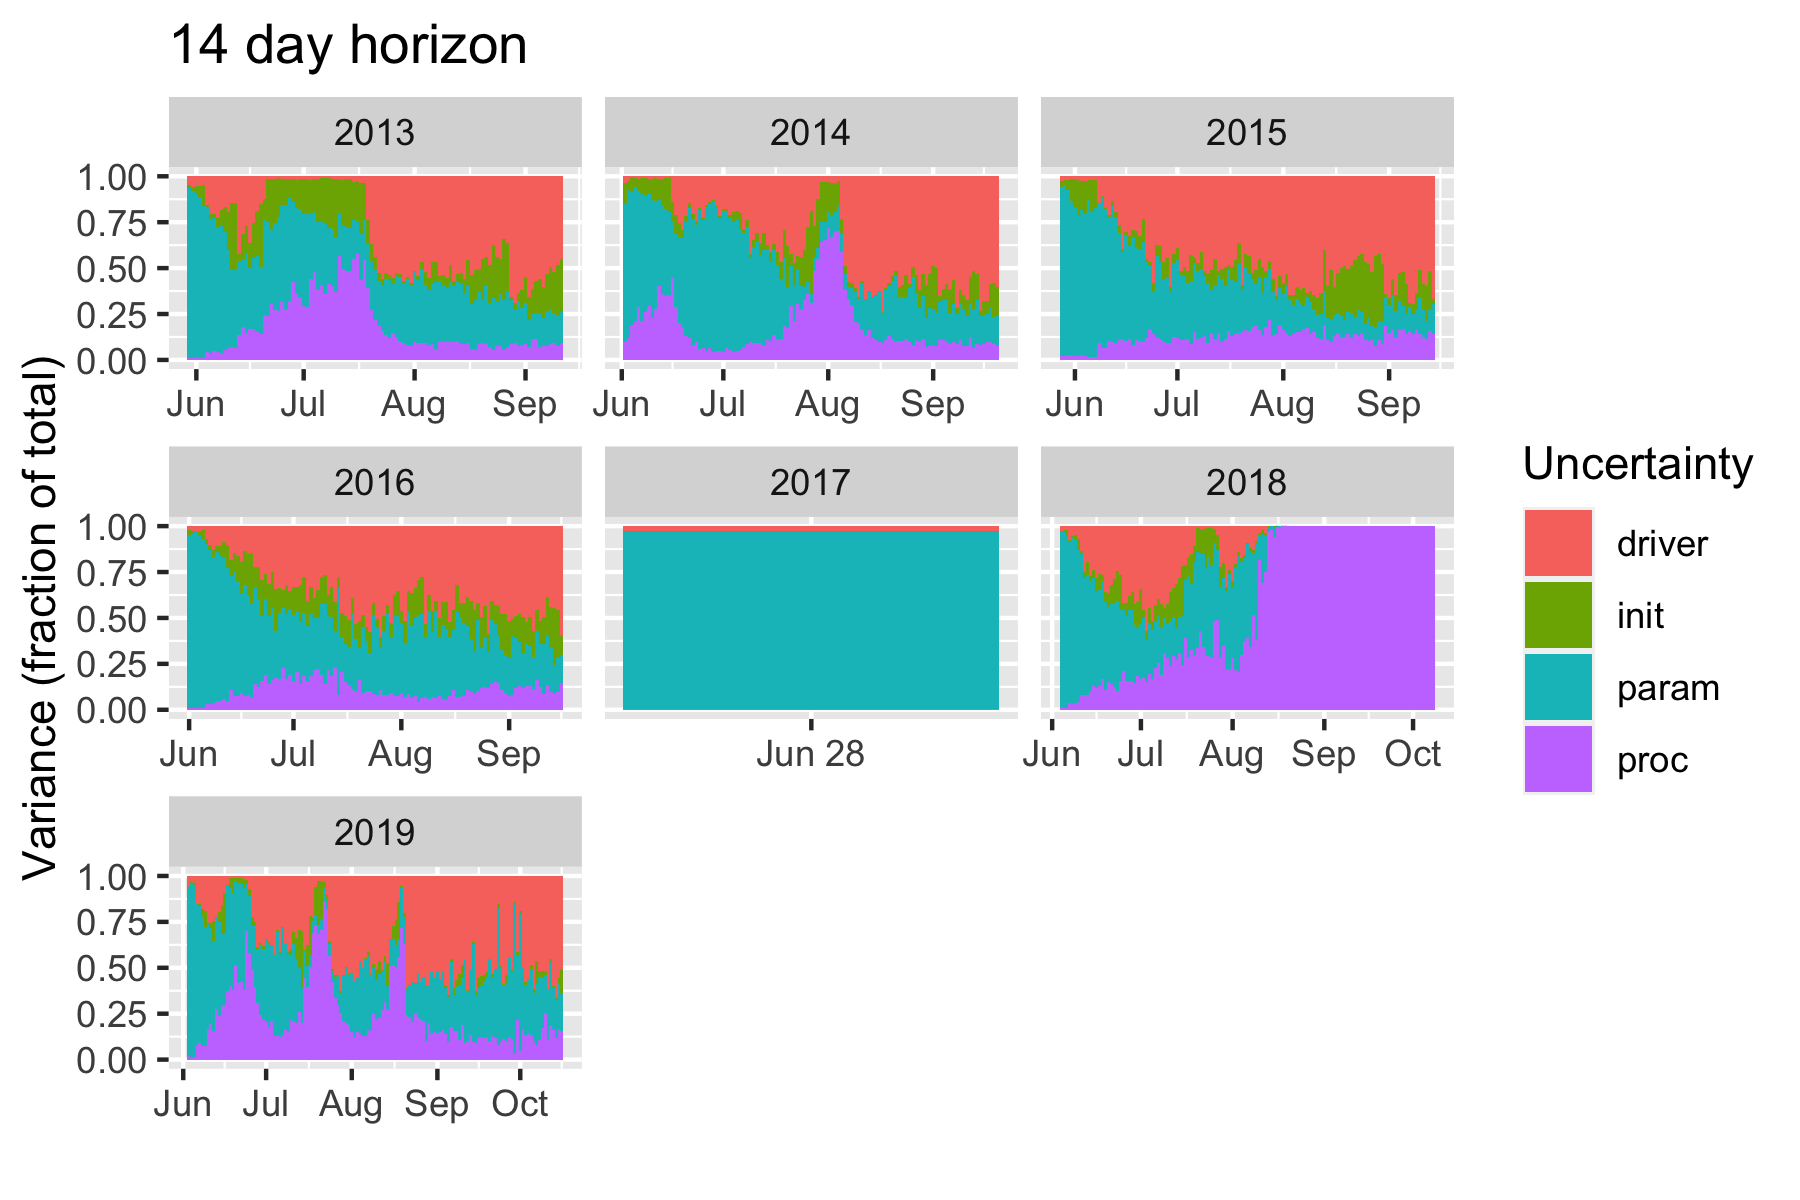 14 day horizon
2013 2014 2015
1.00
0.75
0.50
0.25
0.00
Jun Jul Aug Sep Jun Jul Aug Sep Jun Jul Aug Sep
Variance (fraction of total)
2016 2017 2018
1.00
0.75
0.50
0.25
0.00
Jun Jul Aug Sep Jun 28 Jun Jul Aug Sep Oct
2019
1.00
0.75
0.50
0.25
0.00
Jun Jul Aug Sep Oct
Uncertainty
driver
init
param
proc